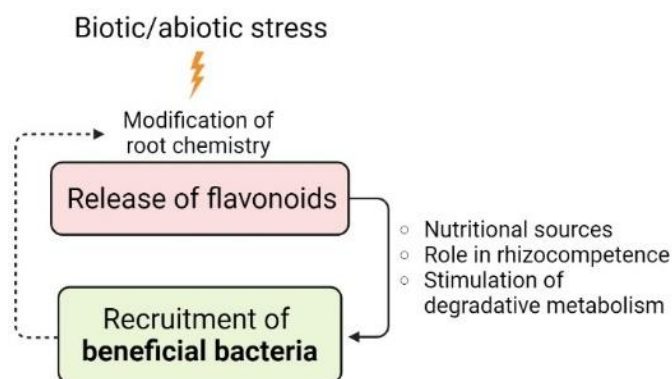 Biotic/abiotic stress
Modification of
root chemistry
Release of flavonoids
○ Nutritional sources
○ Role in rhizocompetence
○ Stimulation of
degradative metabolism
Recruitment of
beneficial bacteria